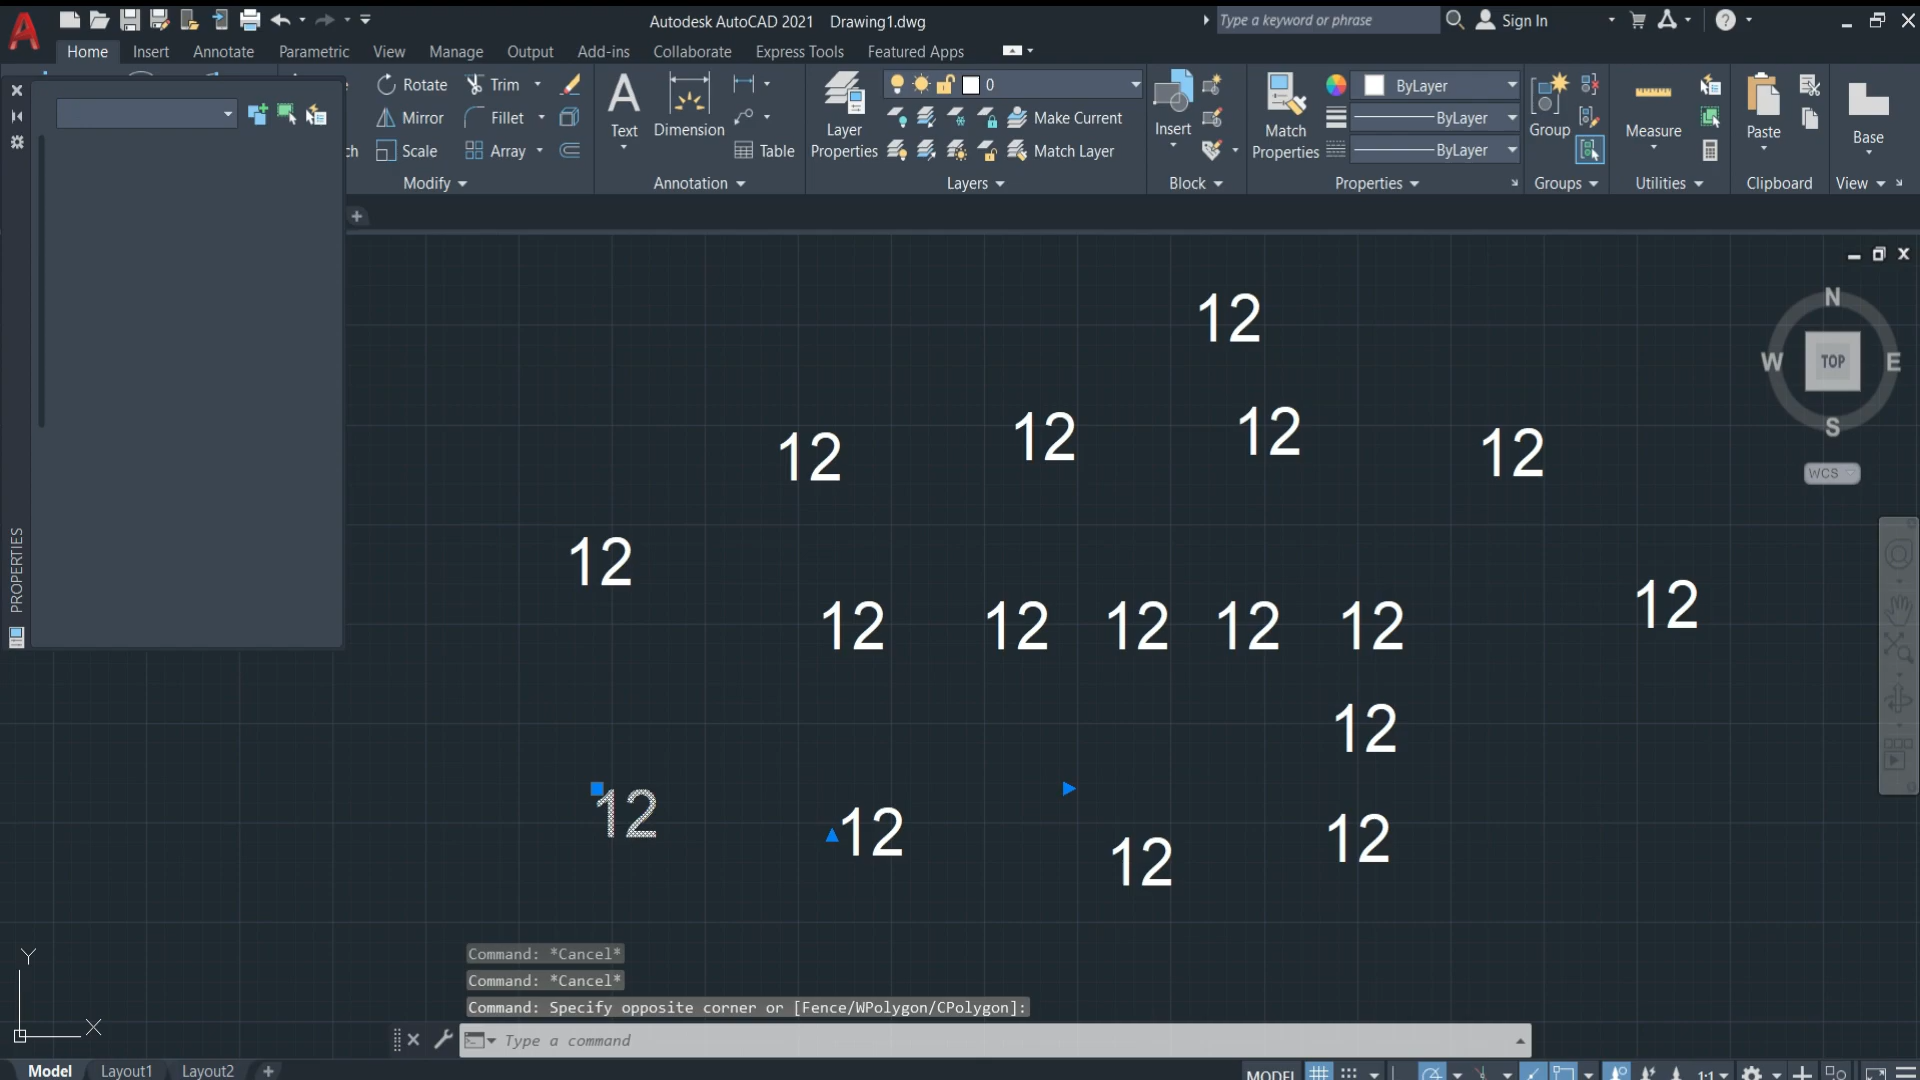 Autodesk AutoCAD 2021 Drawing1.dwg
Type a keyword or phrase
Sign In
Home Insert Annotate Parametric View Manage Output Add-ins Collaborate Express Tools Featured Apps
Rotate Trim
Mirror Fillet
ch Scale Array
Modify
Text
Dimension
Table
Annotation
Layer
Properties
0
Make Current
Match Layer
Layers
Insert
Block
Match
Properties
ByLayer
ByLayer
ByLayer
Properties
Group
Groups
Measure
Utilities
Paste
Clipboard
Base
View
PROPERTIES
N
W TOP E
S
WCS
12
12 12 12 12
12
12 12 12 12 12 12
12
12 12 12 12
Y
X
Command: *Cancel*
Command: *Cancel*
Command: Specify opposite corner or [Fence/WPolygon/CPolygon]:
Type a command
Model Layout1 Layout2
MODEL 1:1